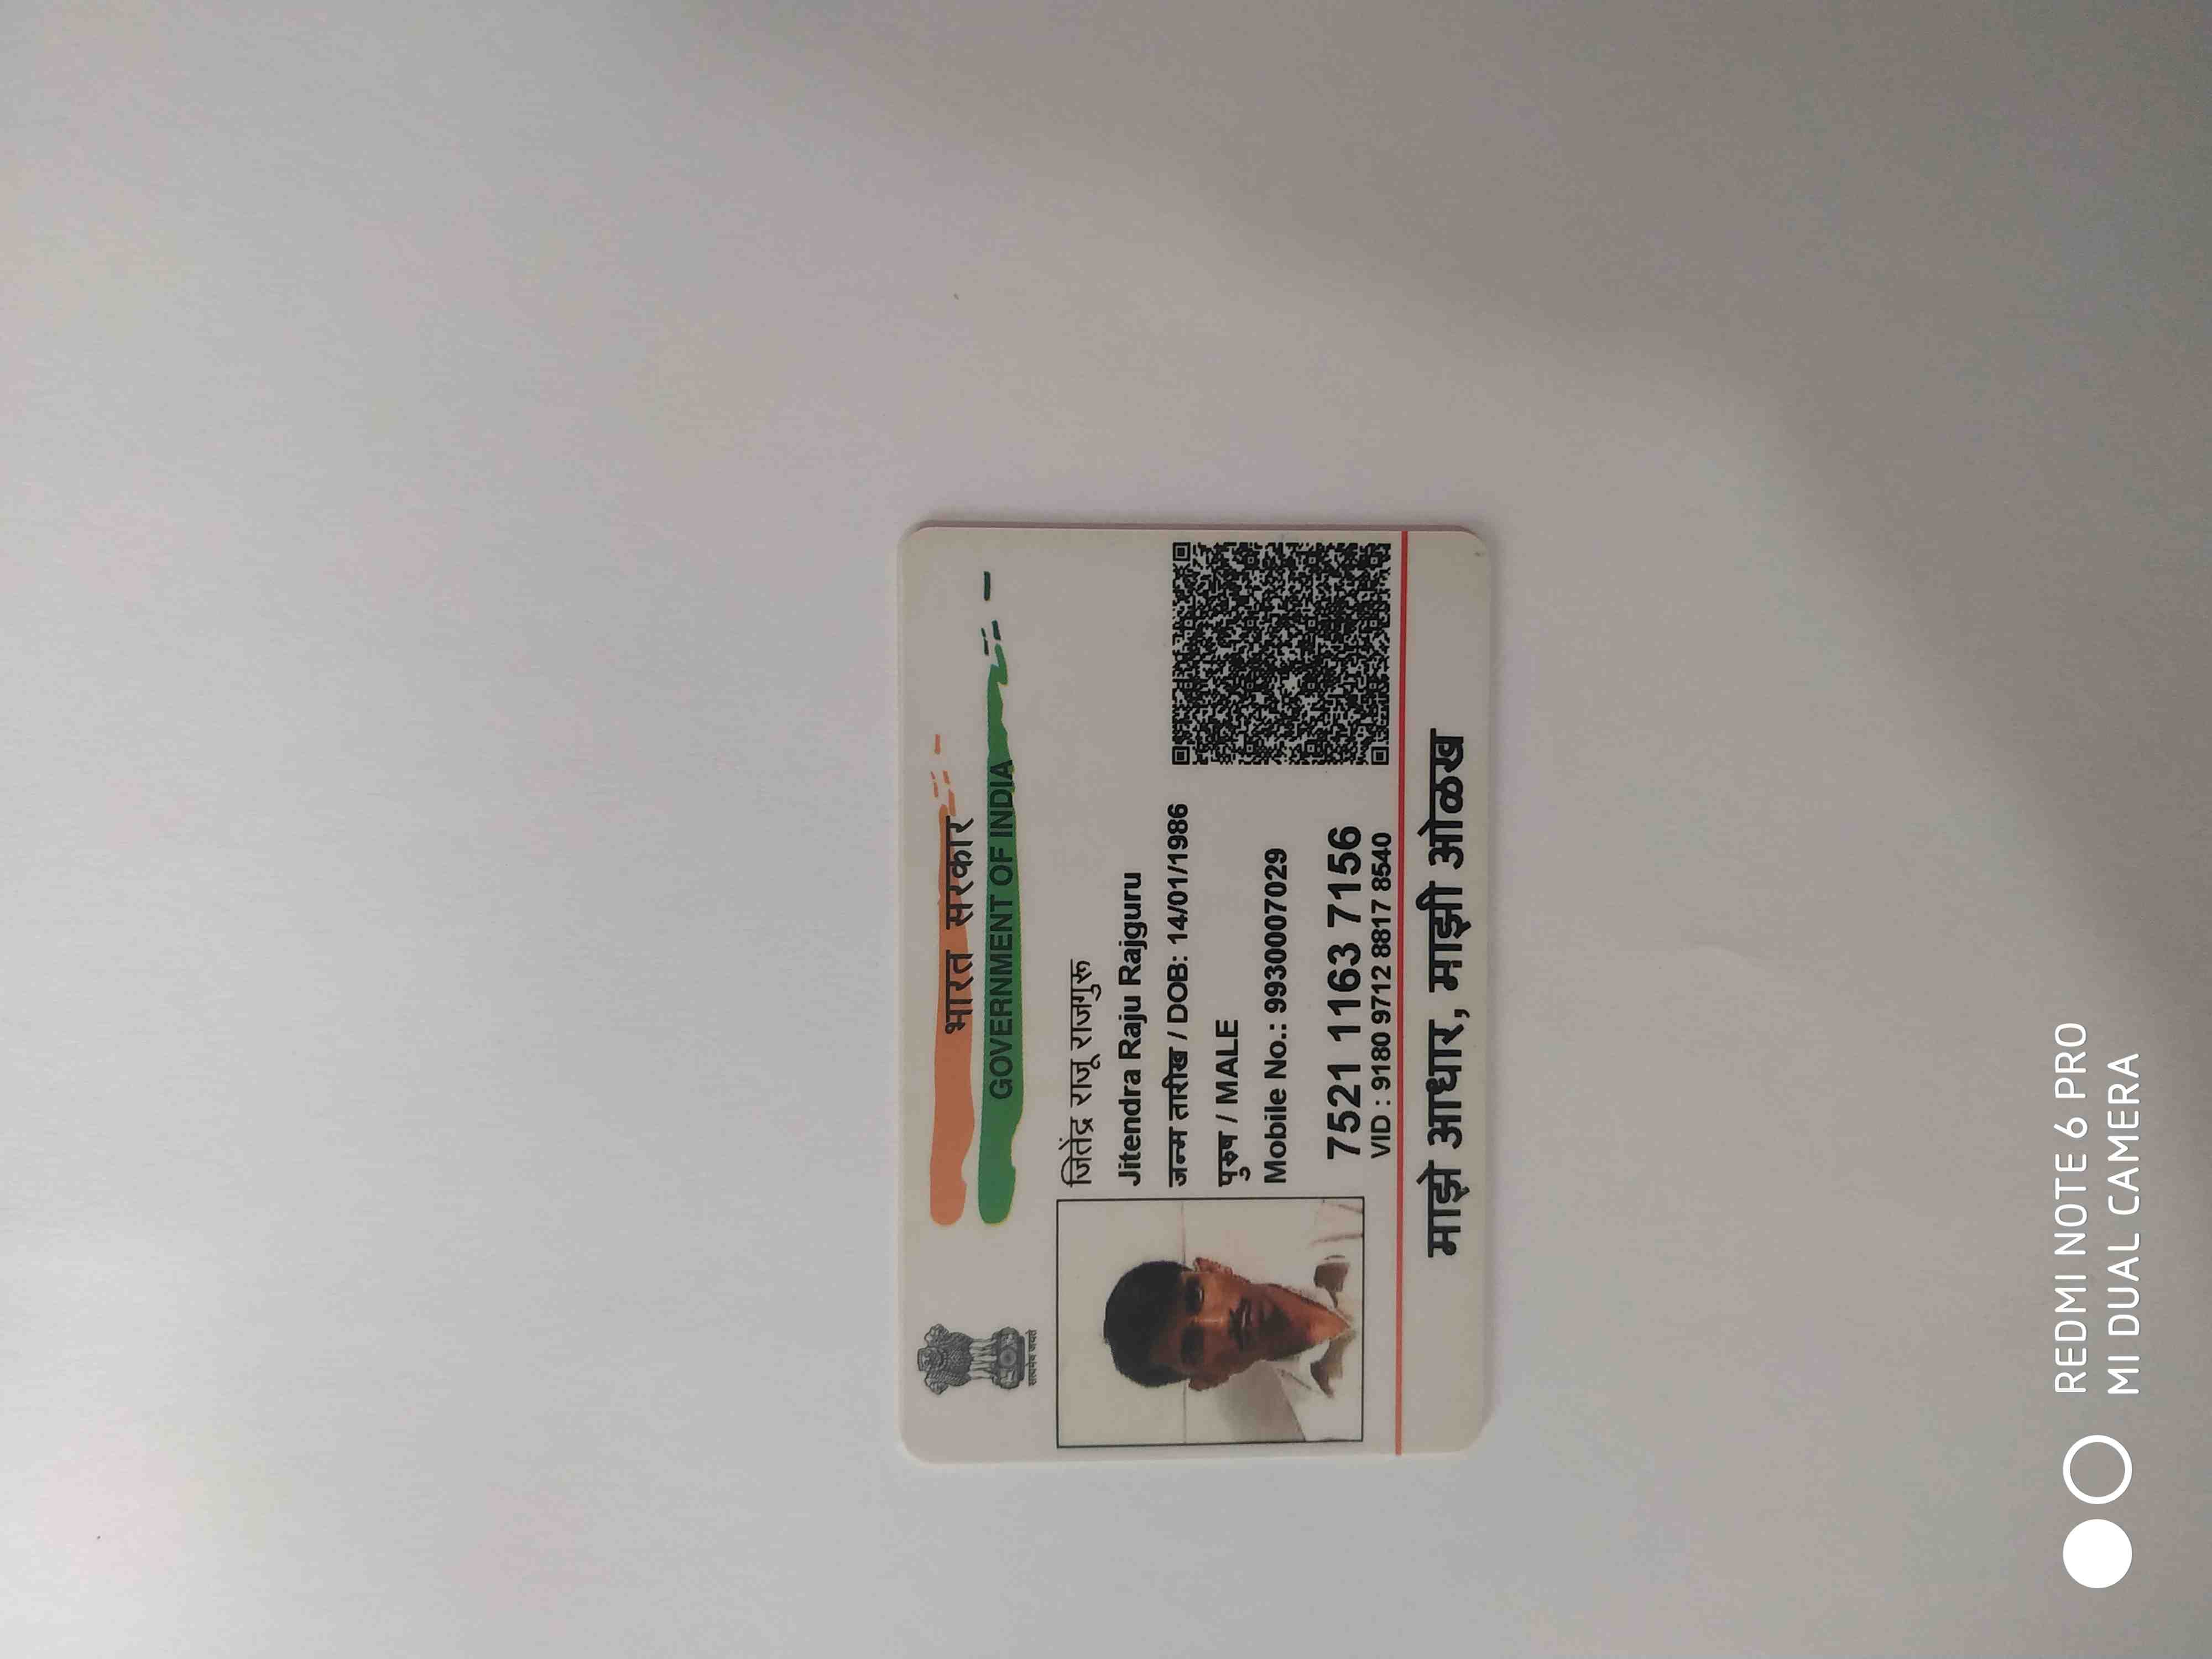 भारत सरकार
GOVERNMENT OF INDIA
सत्यमेव जयते
जितेंद्र राजू राजगुरू
Jitendra Raju Rajguru
जन्म तारीख / DOB: 14/01/1986
पुरुष / MALE
Mobile No.: 9930007029
7521 1163 7156
VID : 9180 9712 8817 8540
माझे आधार, माझी ओळख
REDMI NOTE 6 PRO
MI DUAL CAMERA